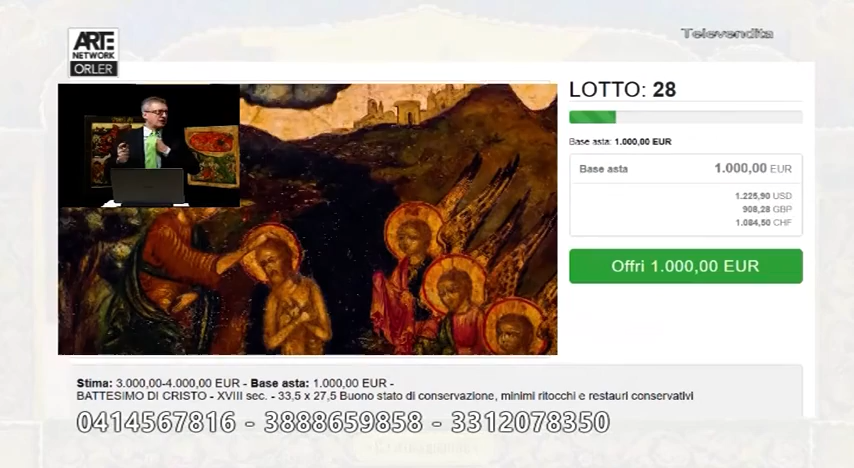 ARTE
NETWORK
ORLER
Televendita
LOTTO: 28
Base asta: 1.000,00 EUR
Base asta 1.000,00 EUR
1.225,90 USD
908,28 GBP
1.084,50 CHF
Offri 1.000,00 EUR
Stima: 3.000,00-4.000,00 EUR - Base asta: 1.000,00 EUR -
BATTESIMO DI CRISTO - XVIII sec. - 33,5 x 27,5 Buono stato di conservazione, minimi ritocchi e restauri conservativi
0414567816 - 3888659858 - 3312078350